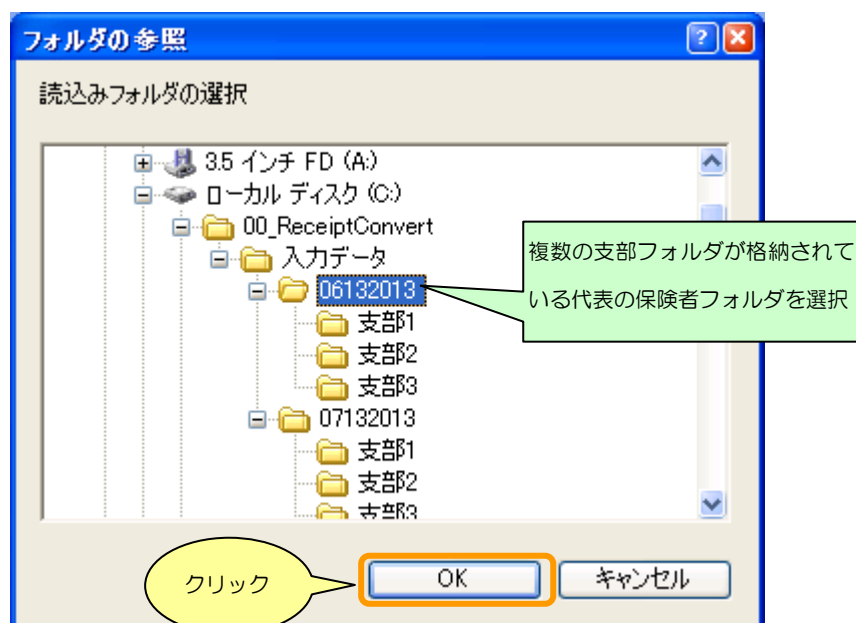 フォルダの参照
読込みフォルダの選択
3.5 インチ FD (A:)
ローカル ディスク (C:)
00_ReceiptConvert
入力データ
06132013
支部1
支部2
支部3
07132013
支部1
支部2
支部3
複数の支部フォルダが格納されて
いる代表の保険者フォルダを選択
クリック
OK
キャンセル